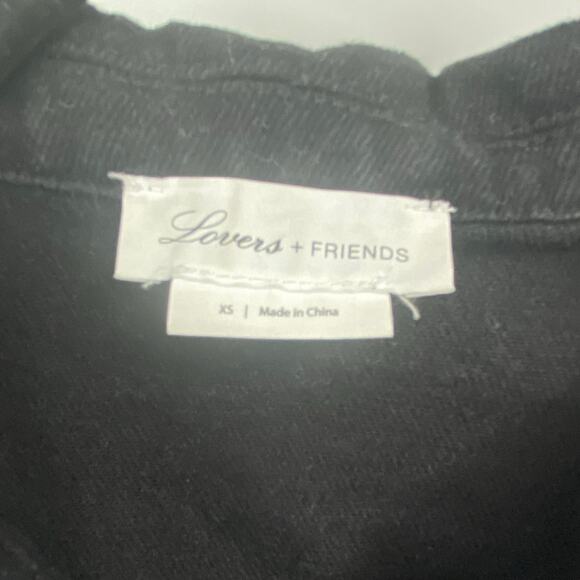 Lovers + FRIENDS
XS | Made in China